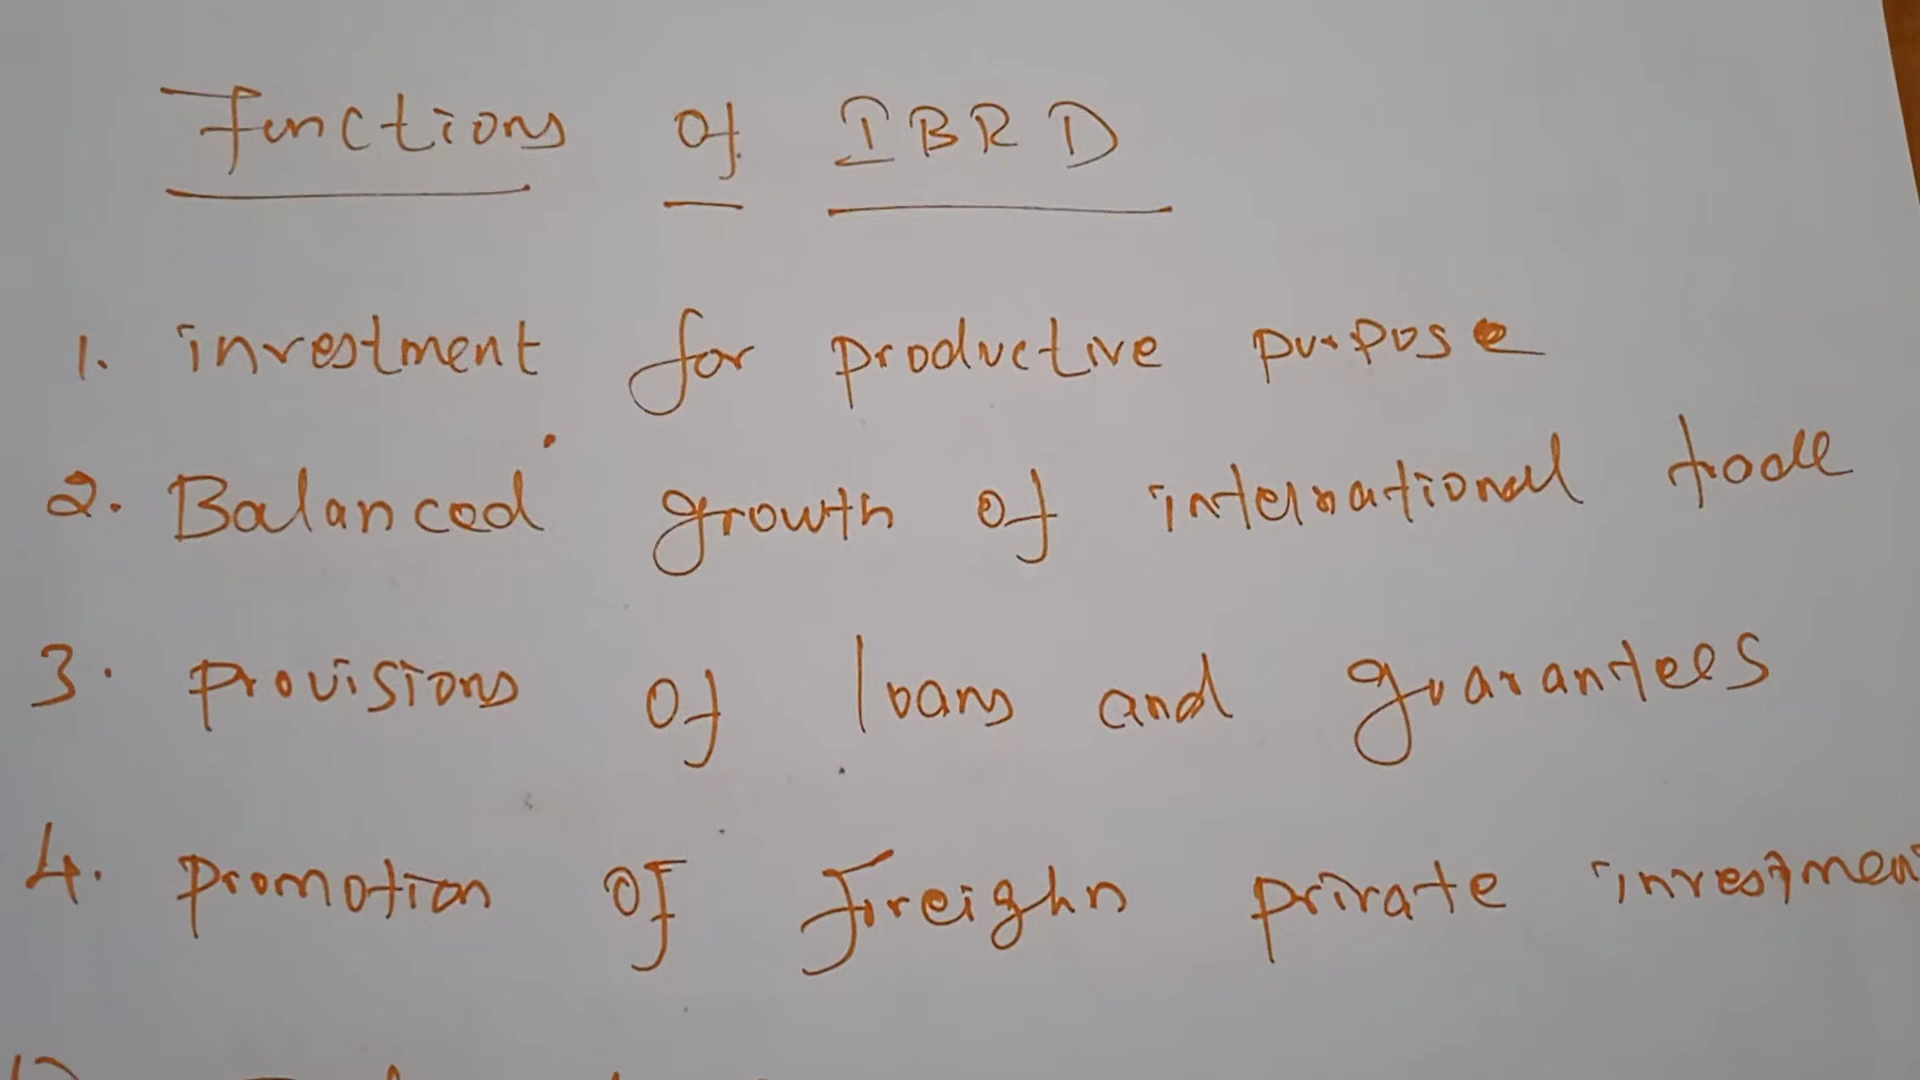 Functions of IBRD
1. investment for productive purpose
2. Balanced growth of international trade
3. provisions of loans and guarantees
4. promotion of foreighn private investmen